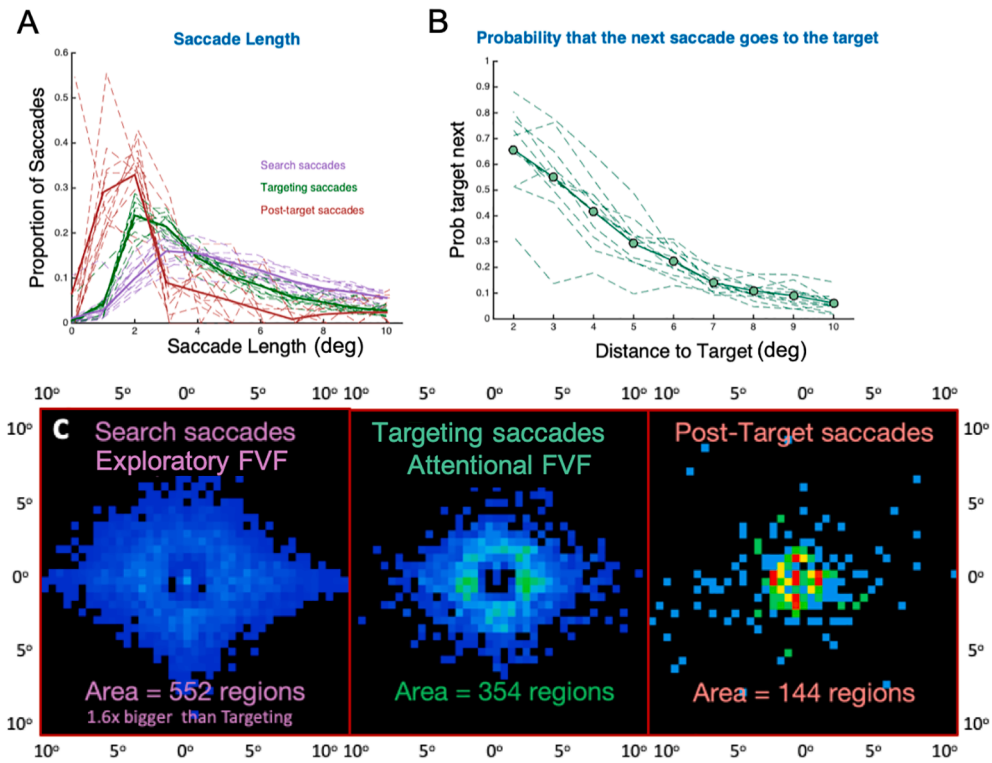 A
Saccade Length
0.6
0.5
0.4
0.3
0.2
0.1
0
Proportion of Saccades
Search saccades
Targeting saccades
Post-target saccades
0 2 4 6 8 10
Saccade Length (deg)
B
Probability that the next saccade goes to the target
1
0.9
0.8
0.7
0.6
0.5
0.4
0.3
0.2
0.1
0
Prob target next
2 3 4 5 6 7 8 9 10
Distance to Target (deg)
10° 5° 0° 5° 10° 5° 0° 5° 10° 5° 0° 5° 10°
10°
5°
0°
5°
10°
C
Search saccades
Exploratory FVF
Area = 552 regions
1.6x bigger than Targeting
Targeting saccades
Attentional FVF
Area = 354 regions
Post-Target saccades
Area = 144 regions
10°
5°
0°
5°
10°
10° 5° 0° 5° 10° 5° 0° 5° 10° 5° 0° 5° 10°